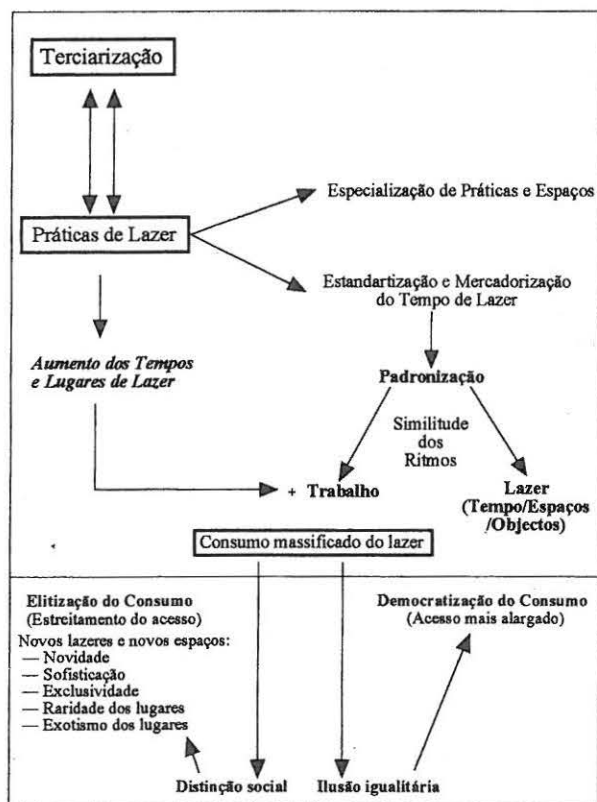 Terciarização
Especialização de Práticas e Espaços
Práticas de Lazer
Estandartização e Mercadorização
do Tempo de Lazer
Aumento dos Tempos
e Lugares de Lazer
Padronização
Similitude
dos
Ritmos
+ Trabalho
Lazer
(Tempo/Espaços
/Objectos)
Consumo massificado do lazer
Elitização do Consumo
(Estreitamento do acesso)
Novos lazeres e novos espaços:
— Novidade
— Sofisticação
— Exclusividade
— Raridade dos lugares
— Exotismo dos lugares
Democratização do Consumo
(Acesso mais alargado)
Distinção social
Ilusão igualitária